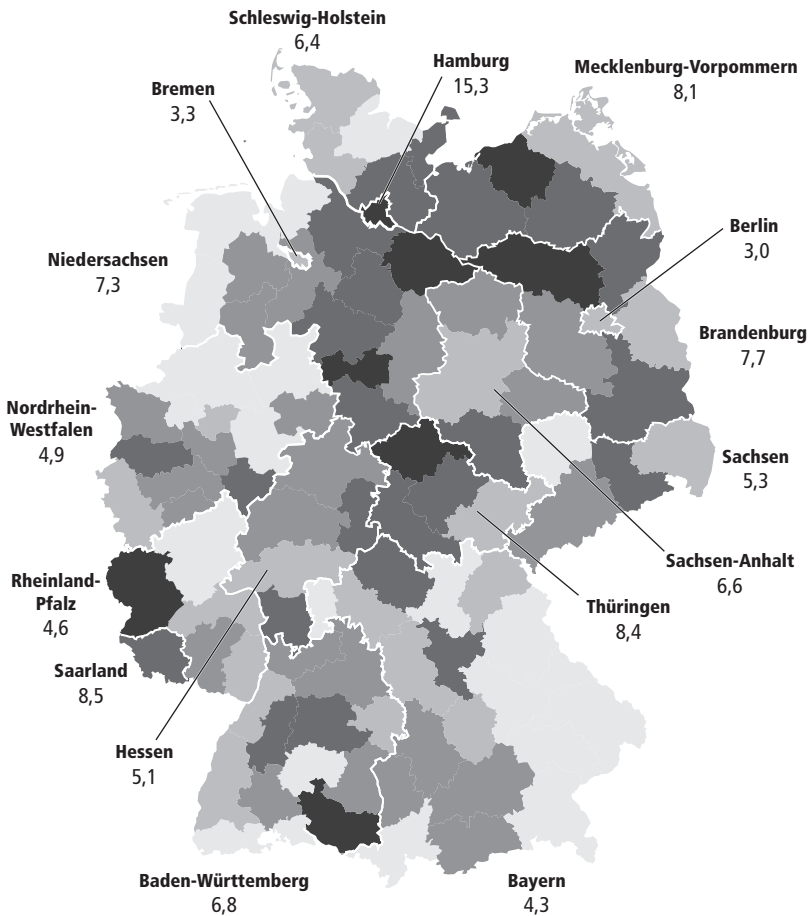 Schleswig-Holstein
6,4
Hamburg
15,3
Mecklenburg-Vorpommern
8,1
Bremen
3,3
Berlin
3,0
Niedersachsen
7,3
Brandenburg
7,7
Nordrhein-
Westfalen
4,9
Sachsen
5,3
Sachsen-Anhalt
6,6
Rheinland-
Pfalz
4,6
Thüringen
8,4
Saarland
8,5
Hessen
5,1
Baden-Württemberg
6,8
Bayern
4,3